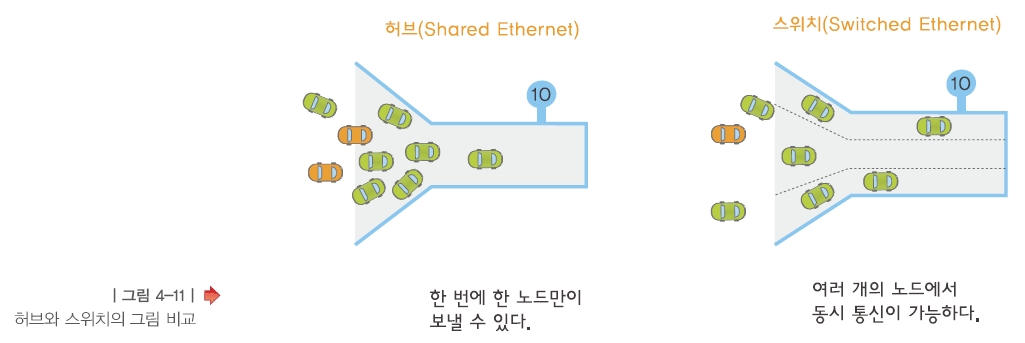 허브(Shared Ethernet)
스위치(Switched Ethernet)
10
10
| 그림 4-11 |
허브와 스위치의 그림 비교
한 번에 한 노드만이
보낼 수 있다.
여러 개의 노드에서
동시 통신이 가능하다.